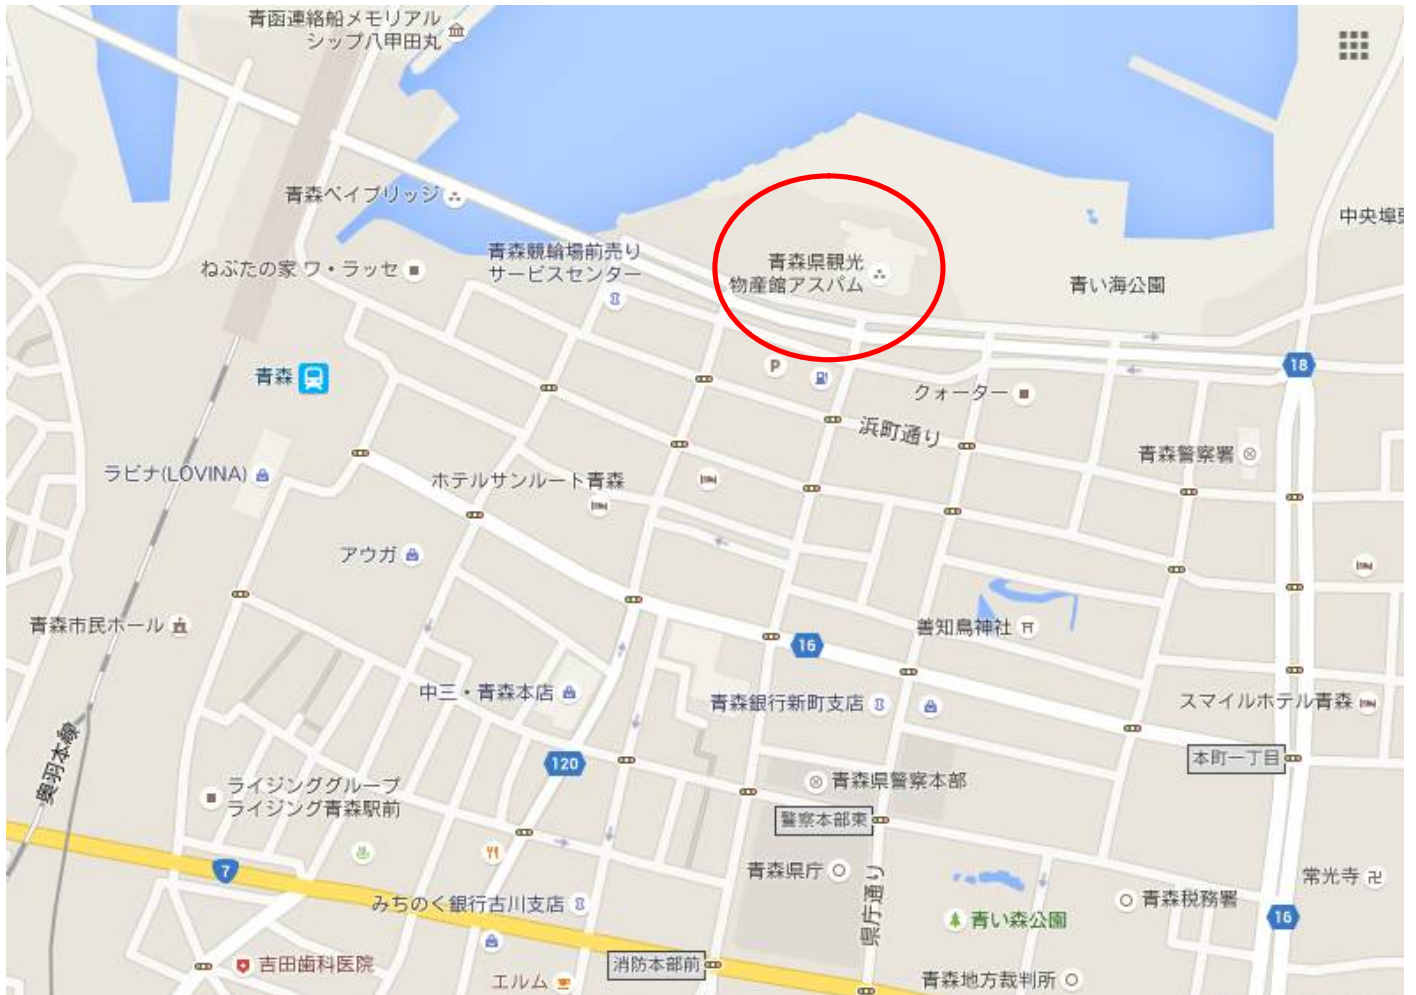 青函連絡船メモリアル
シップ八甲田丸
青森ベイブリッジ
中央埠頭
青森競輪場前売り
サービスセンター
ねぶたの家 ワ・ラッセ
青森県観光
物産館アスパム
青い海公園
18
青森
P
クォーター
浜町通り
青森警察署
ラビナ(LOVINA)
ホテルサンルート青森
アウガ
青森市民ホール
善知鳥神社
16
中三・青森本店
青森銀行新町支店
スマイルホテル青森
奥羽本線
本町一丁目
120
ライジンググループ
ライジング青森駅前
青森県警察本部
警察本部東
7
青森県庁
県庁通り
常光寺
青森税務署
みちのく銀行古川支店
青い森公園
16
吉田歯科医院
消防本部前
エルム
青森地方裁判所